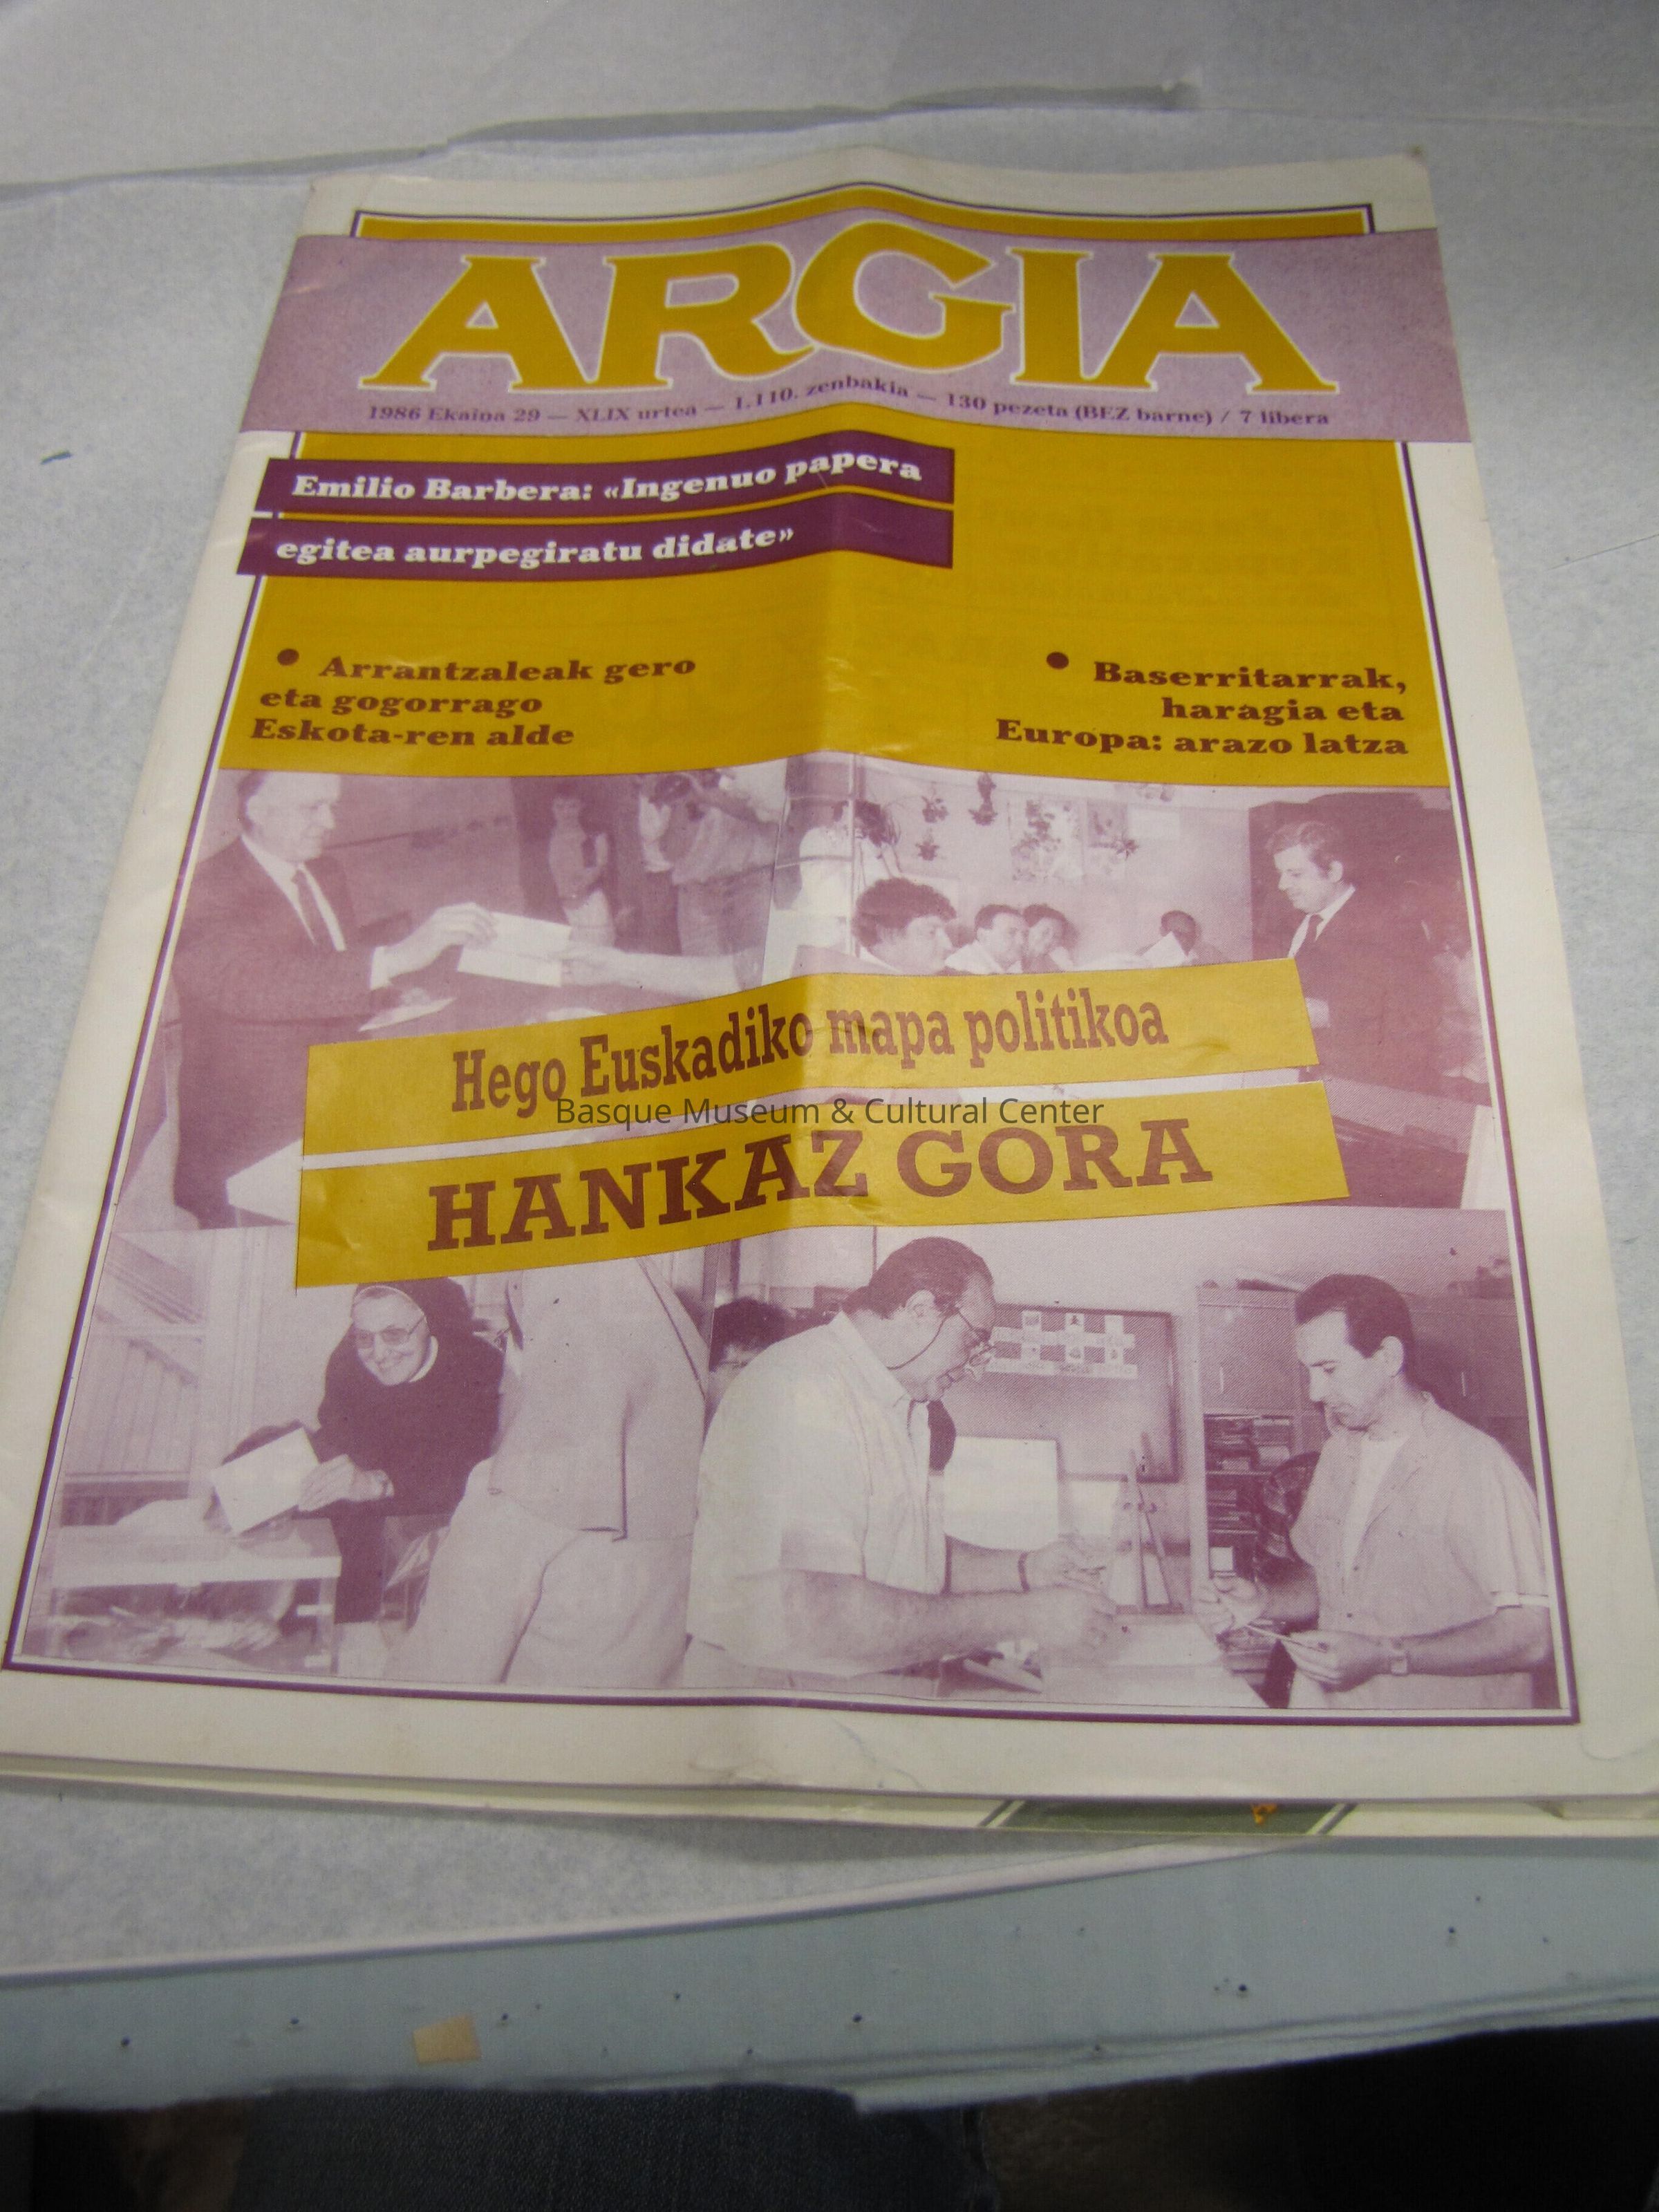 ARGIA
1986 Ekaina 29 — XLIX urtea — 1.110. zenbakia — 130 pezeta (BEZ barne) / 7 libera
Emilio Barbera: «Ingenuo papera
egitea aurpegiratu didate»
• Arrantzaleak gero
eta gogorrago
Eskota-ren alde
• Baserritarrak,
haragia eta
Europa: arazo latza
Hego Euskadiko mapa politikoa
Basque Museum & Cultural Center
HANKAZ GORA